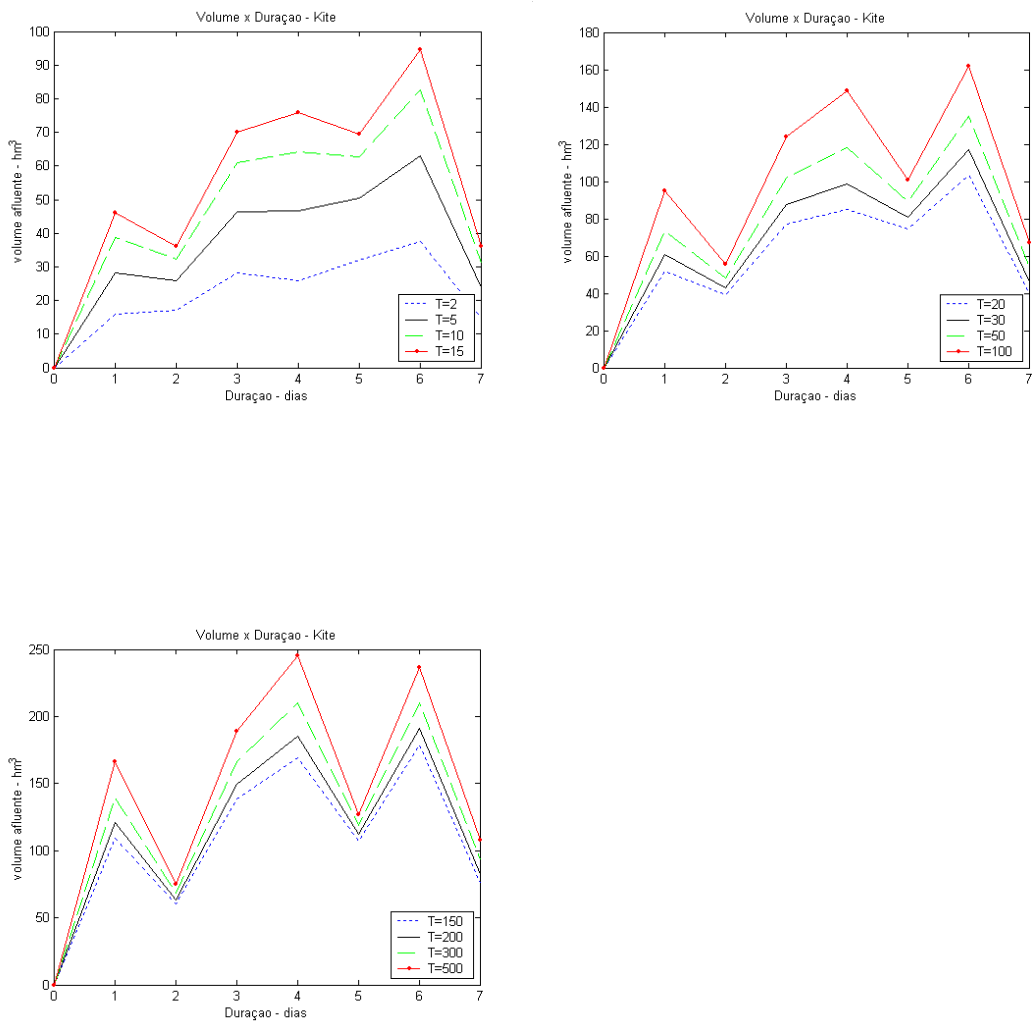 Volume x Duraçao - Kite
100
90
80
70
60
50
40
30
20
10
0
volume afluente - hm³
0 1 2 3 4 5 6 7
Duraçao - dias
T=2
T=5
T=10
T=15
Volume x Duraçao - Kite
180
160
140
120
100
80
60
40
20
0
volume afluente - hm³
0 1 2 3 4 5 6 7
Duraçao - dias
T=20
T=30
T=50
T=100
Volume x Duraçao - Kite
250
200
150
100
50
0
volume afluente - hm³
0 1 2 3 4 5 6 7
Duraçao - dias
T=150
T=200
T=300
T=500